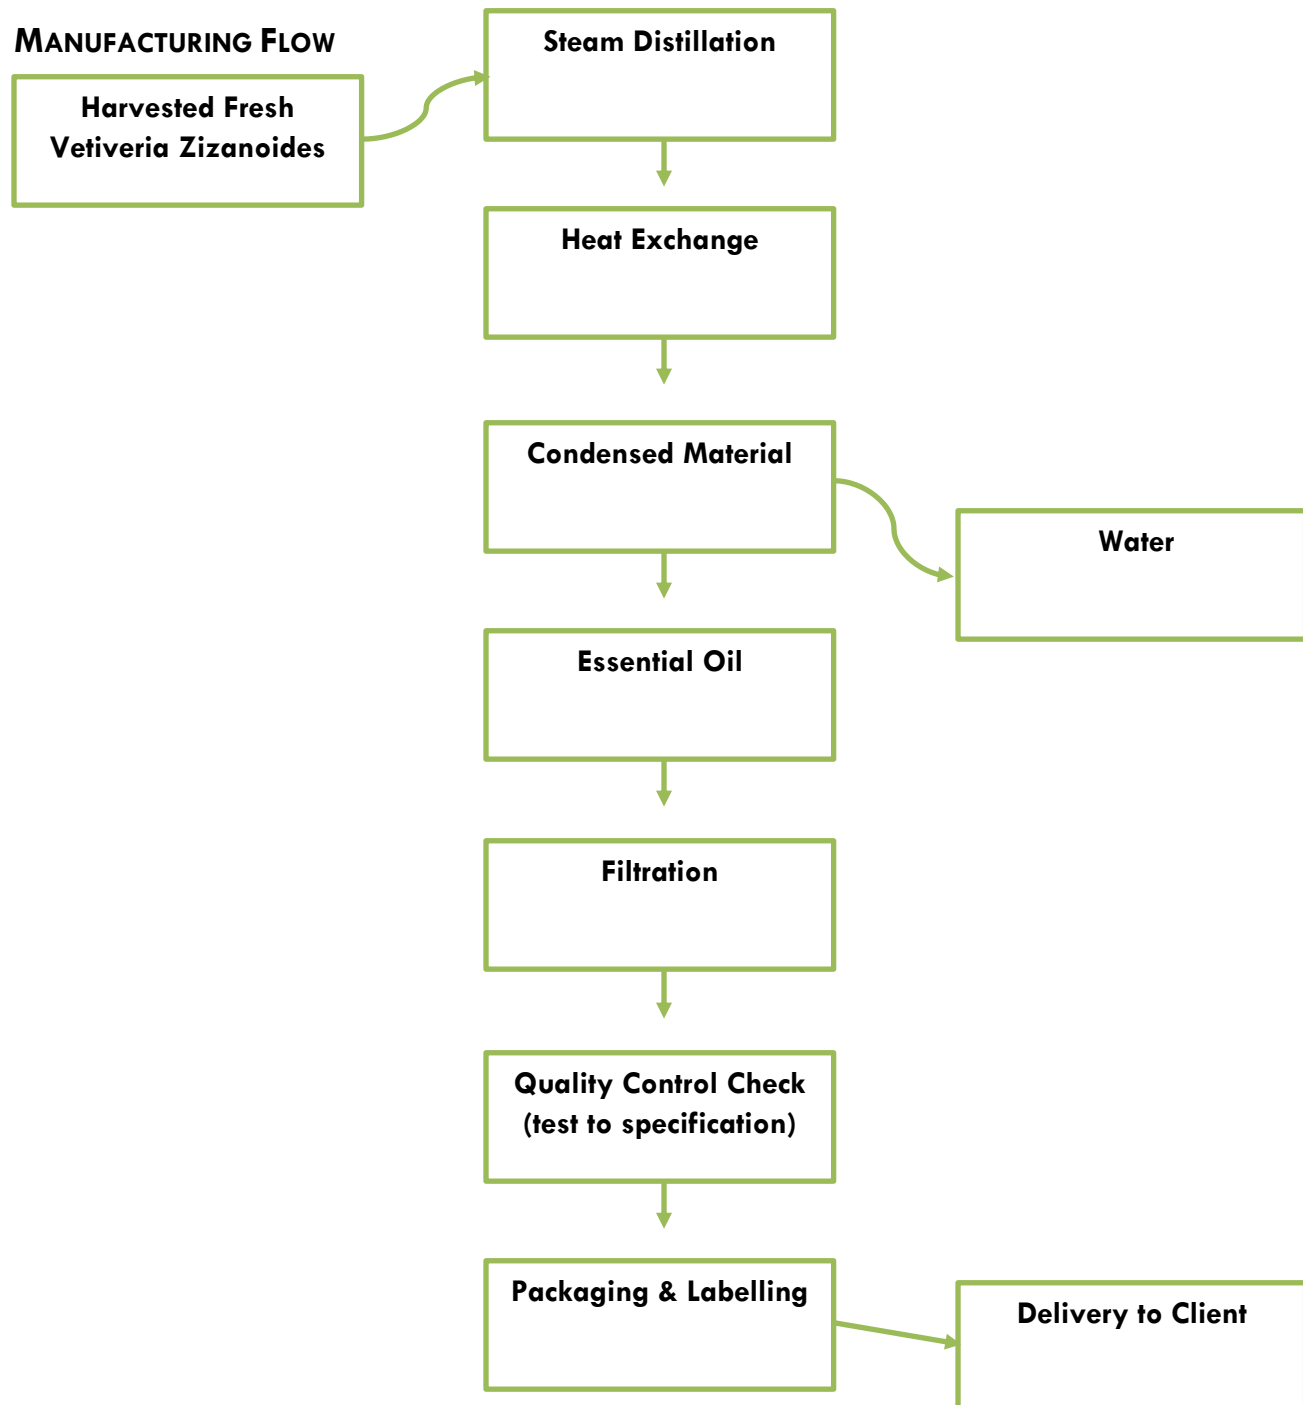 MANUFACTURING FLOW
Harvested Fresh
Vetiveria Zizanoides
Steam Distillation
Heat Exchange
Condensed Material
Water
Essential Oil
Filtration
Quality Control Check
(test to specification)
Packaging & Labelling
Delivery to Client